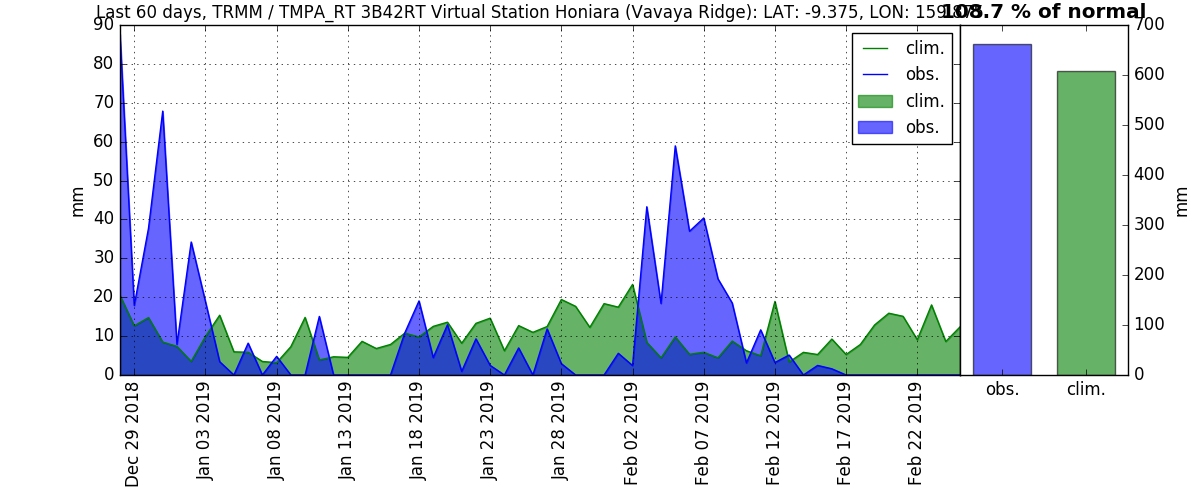 Last 60 days, TRMM / TMPA_RT 3B42RT Virtual Station Honiara (Vavaya Ridge): LAT: -9.375, LON:
108.7 % of normal
90
80
70
60
50
40
30
20
10
0
mm
clim.
obs.
clim.
obs.
Dec 29 2018
Jan 03 2019
Jan 08 2019
Jan 13 2019
Jan 18 2019
Jan 23 2019
Jan 28 2019
Feb 02 2019
Feb 07 2019
Feb 12 2019
Feb 17 2019
Feb 22 2019
700
600
500
400
300
200
100
0
mm
obs.
clim.